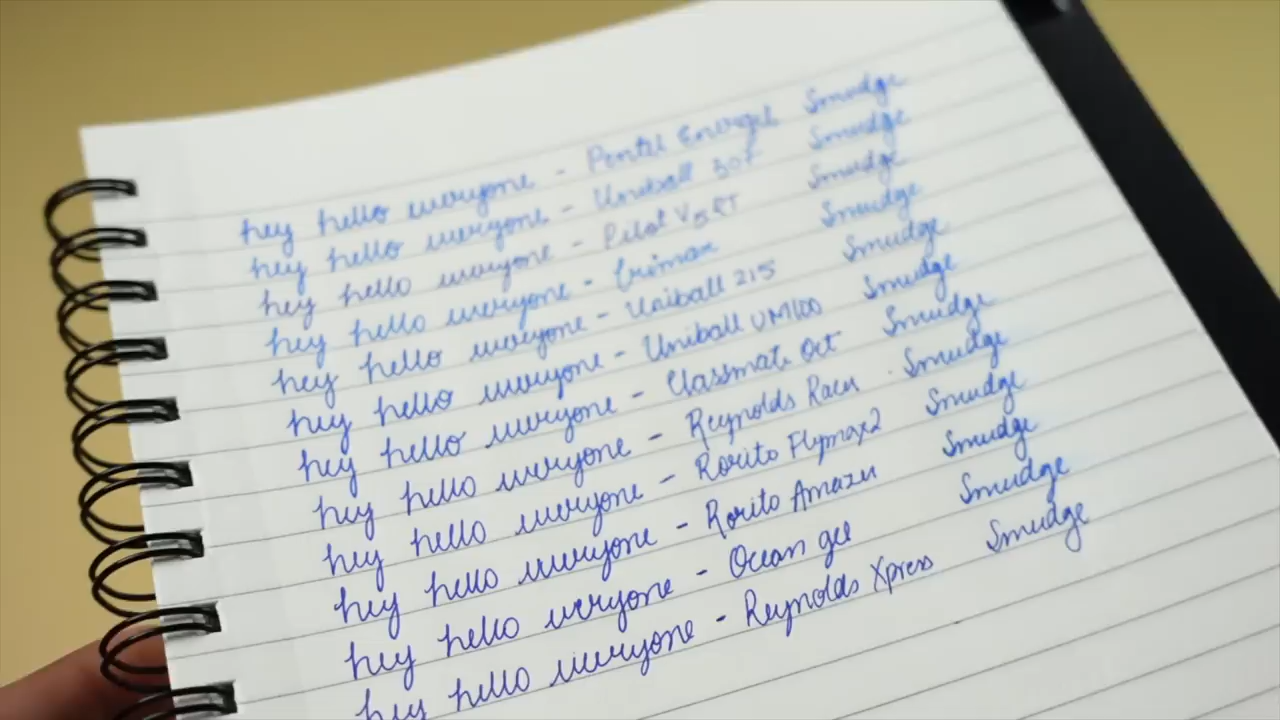 hey hello everyone - Pentel Energel Smudge
hey hello everyone - Uniball 307 Smudge
hey hello everyone - Pilot V5 RT Smudge
hey hello everyone - Trimax Smudge
hey hello everyone - Uniball 215 Smudge
hey hello everyone - Uniball UM100 Smudge
hey hello everyone - Classmate Oct Smudge
hey hello everyone - Reynolds Racer Smudge
hey hello everyone - Rorito Flymax2 Smudge
hey hello everyone - Rorito Amazer Smudge
hey hello everyone - Ocean gel Smudge
hey hello everyone - Reynolds Xpress Smudge